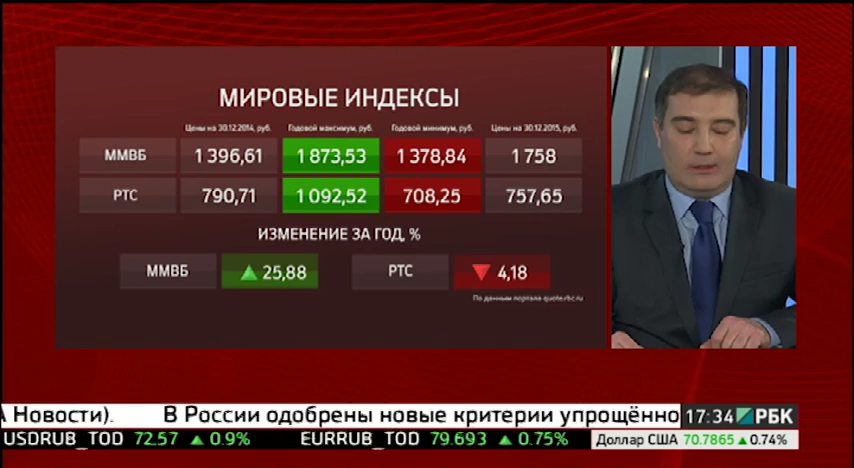 МИРОВЫЕ ИНДЕКСЫ
Цены на 30.12.2014, руб. Годовой максимум, руб. Годовой минимум, руб. Цены на 30.12.2015, руб.
ММВБ 1 396,61 1 873,53 1 378,84 1 758
РТС 790,71 1 092,52 708,25 757,65
ИЗМЕНЕНИЕ ЗА ГОД, %
ММВБ ▲ 25,88 РТС ▼ 4,18
По данным портала quote.rbc.ru
А Новости). В России одобрены новые критерии упрощённо 17:34 РБК
USDRUB_TOD 72.57 ▲ 0.9% EURRUB_TOD 79.693 ▲ 0.75% Доллар США 70.7865 ▲ 0.74%